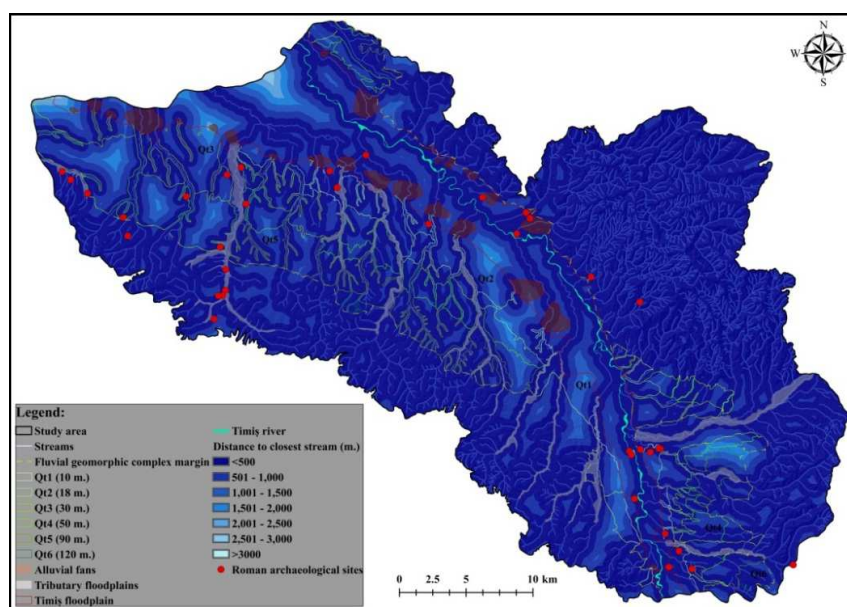 N
W E
S
Qt3
Qt5
Qt2
Qt1
Qt4
Legend:
Study area
Streams
Fluvial geomorphic complex margin
Qt1 (10 m.)
Qt2 (18 m.)
Qt3 (30 m.)
Qt4 (50 m.)
Qt5 (90 m.)
Qt6 (120 m.)
Alluvial fans
Tributary floodplains
Timiș floodplain
Timiș river
Distance to closest stream (m.)
<500
501 - 1,000
1,001 - 1,500
1,501 - 2,000
2,001 - 2,500
2,501 - 3,000
>3000
Roman archaeological sites
0 2.5 5 10 km